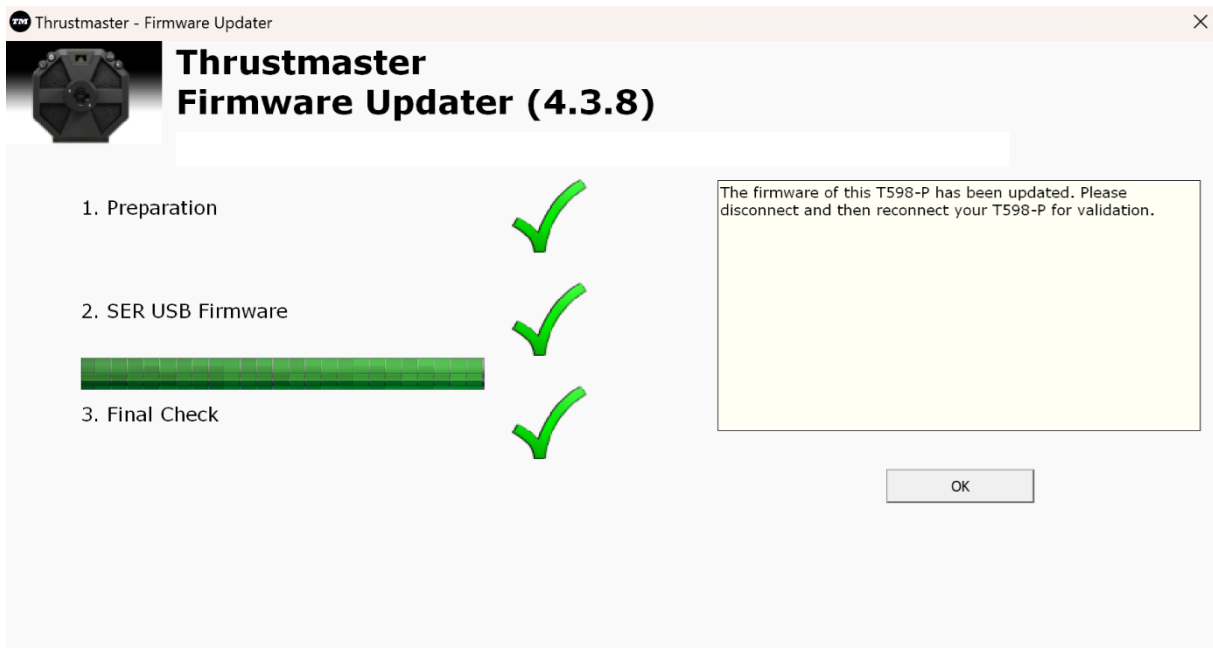 TM Thrustmaster - Firmware Updater
Thrustmaster
Firmware Updater (4.3.8)
1. Preparation
The firmware of this T598-P has been updated. Please
disconnect and then reconnect your T598-P for validation.
2. SER USB Firmware
3. Final Check
OK